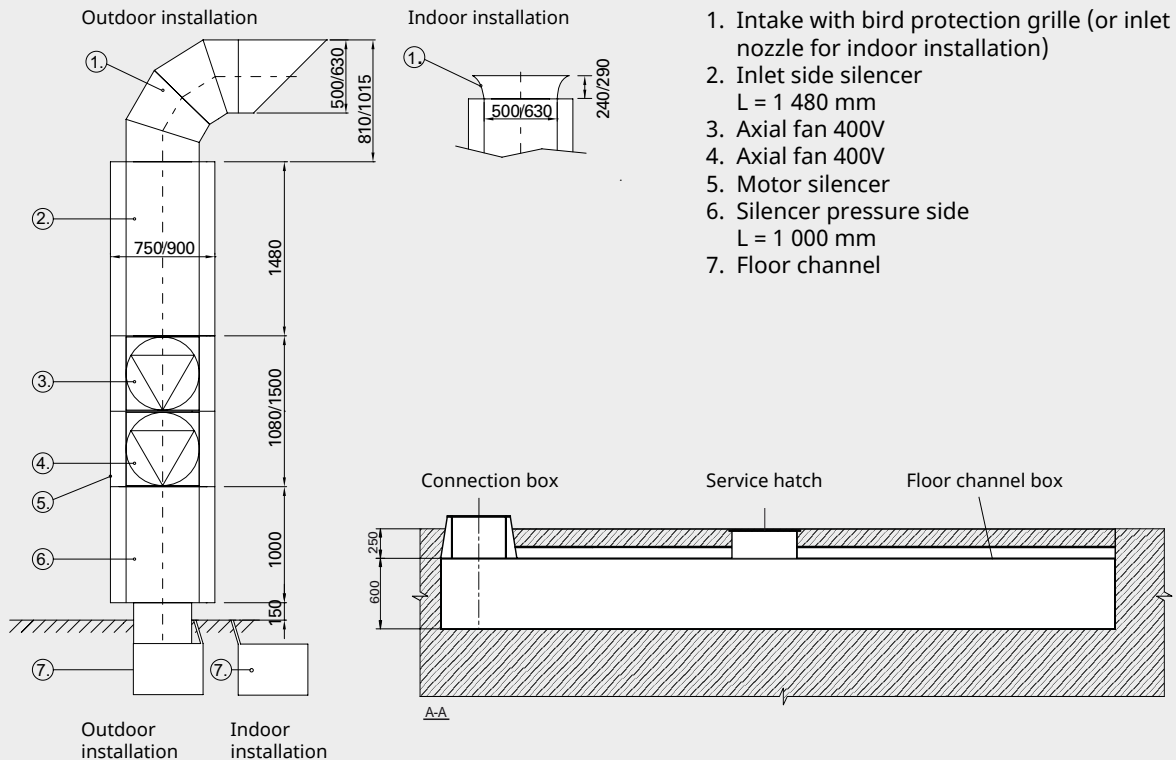 Outdoor installation
Indoor installation
1. Intake with bird protection grille (or inlet
nozzle for indoor installation)
2. Inlet side silencer
L = 1 480 mm
3. Axial fan 400V
4. Axial fan 400V
5. Motor silencer
6. Silencer pressure side
L = 1 000 mm
7. Floor channel
1.
500/630
810/1015
1.
500/630
240/290
2.
750/900
1480
3.
1080/1500
4.
5.
6.
1000
150
7.
7.
Outdoor
installation
Indoor
installation
Connection box
Service hatch
Floor channel box
250
600
A-A